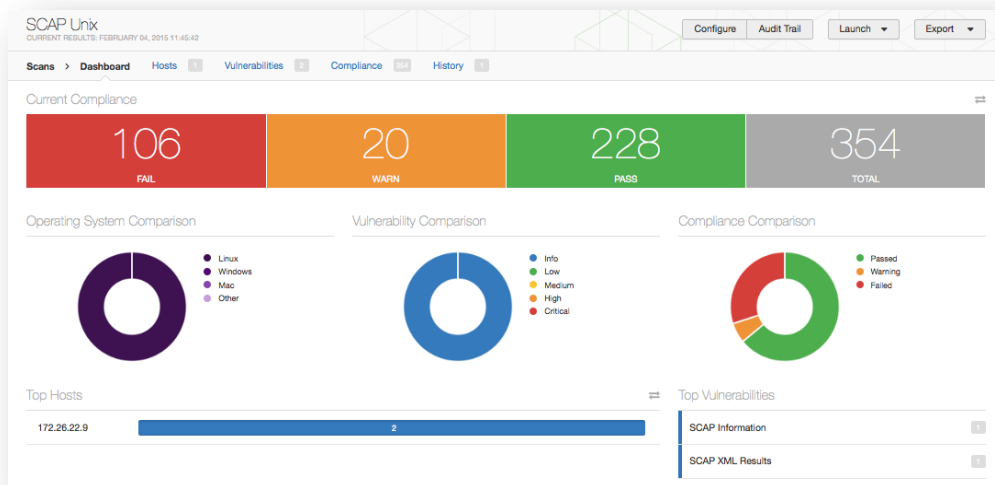 SCAP Unix
CURRENT RESULTS: FEBRUARY 04, 2015 11:45:42
Configure Audit Trail Launch Export
Scans > Dashboard Hosts 1 Vulnerabilities 2 Compliance 354 History 1
Current Compliance
106 20 228 354
FAIL WARN PASS TOTAL
Operating System Comparison Vulnerability Comparison Compliance Comparison
Linux Info Passed
Windows Low Warning
Mac Medium Failed
Other High
Critical
Top Hosts Top Vulnerabilities
172.26.22.9 2 SCAP Information 1
SCAP XML Results 1